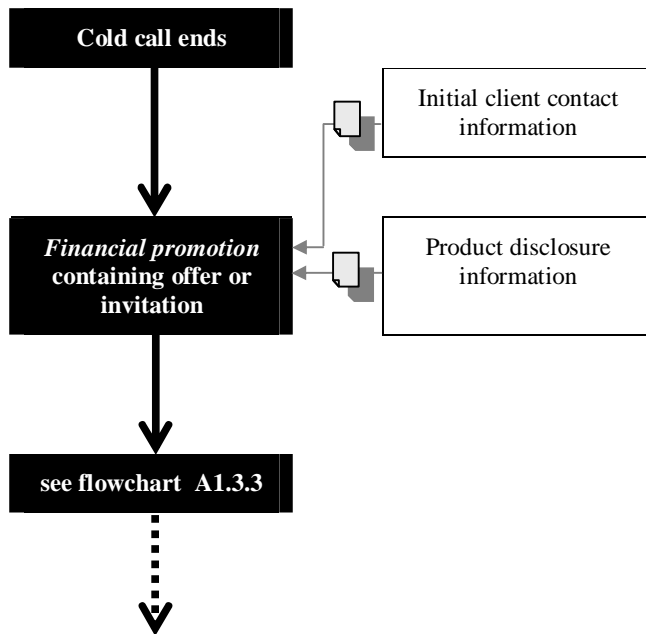 Cold call ends
Initial client contact
information
Financial promotion
containing offer or
invitation
Product disclosure
information
see flowchart A1.3.3